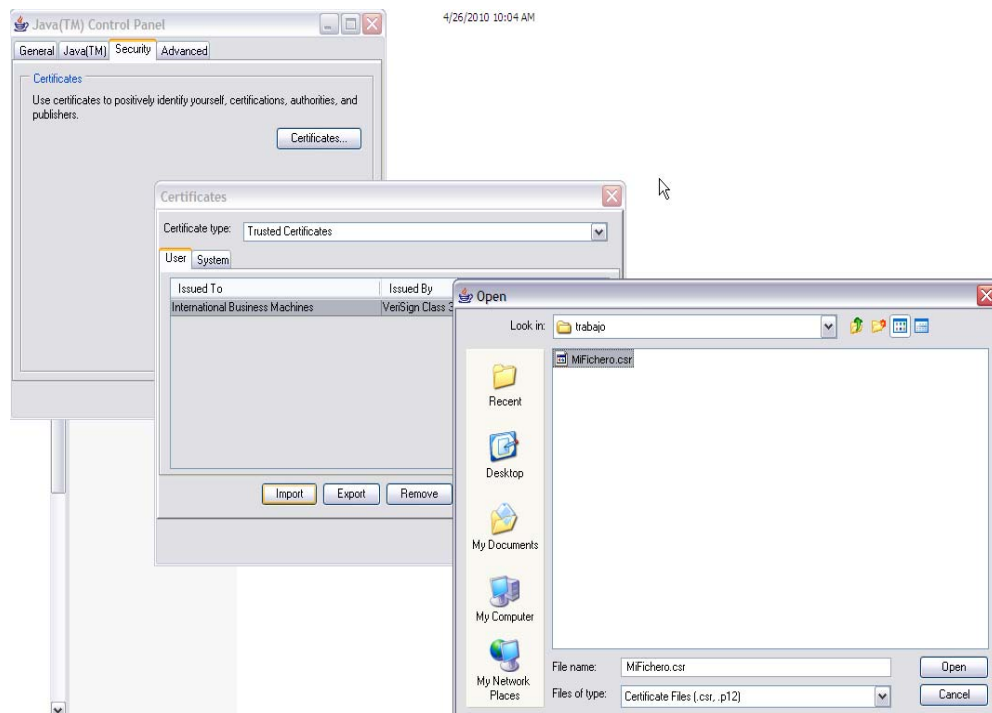 Java(TM) Control Panel
4/26/2010 10:04 AM
General Java(TM) Security Advanced
Certificates
Use certificates to positively identify yourself, certifications, authorities, and
publishers.
Certificates...
Certificates
Certificate type: Trusted Certificates
User System
Issued To Issued By
International Business Machines VeriSign Class 3
Import Export Remove
Open
Look in: trabajo
MiFichero.csr
Recent
Desktop
My Documents
My Computer
My Network
Places
File name: MiFichero.csr Open
Files of type: Certificate Files (.csr, .p12) Cancel